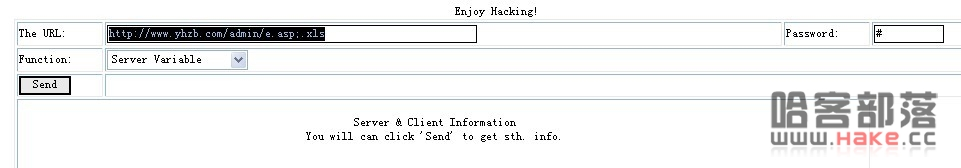 Enjoy Hacking!
The URL: http://www.yhzb.com/admin/e.asp;.xls Password: #
Function: Server Variable
Send
Server & Client Information
You will can click 'Send' to get sth. info.
哈客部落
www.Hake.cc